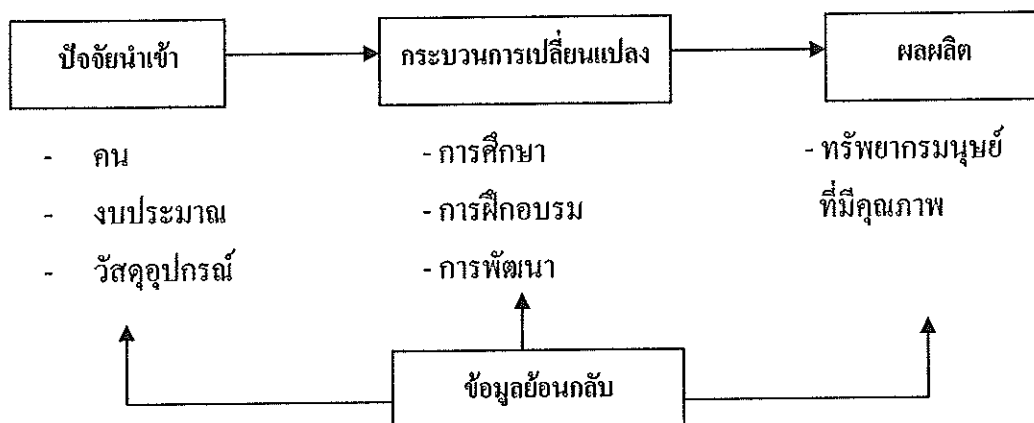 ปัจจัยนำเข้า
กระบวนการเปลี่ยนแปลง
ผลผลิต
- คน
- งบประมาณ
- วัสดุอุปกรณ์
- การศึกษา
- การฝึกอบรม
- การพัฒนา
- ทรัพยากรมนุษย์
ที่มีคุณภาพ
ข้อมูลย้อนกลับ